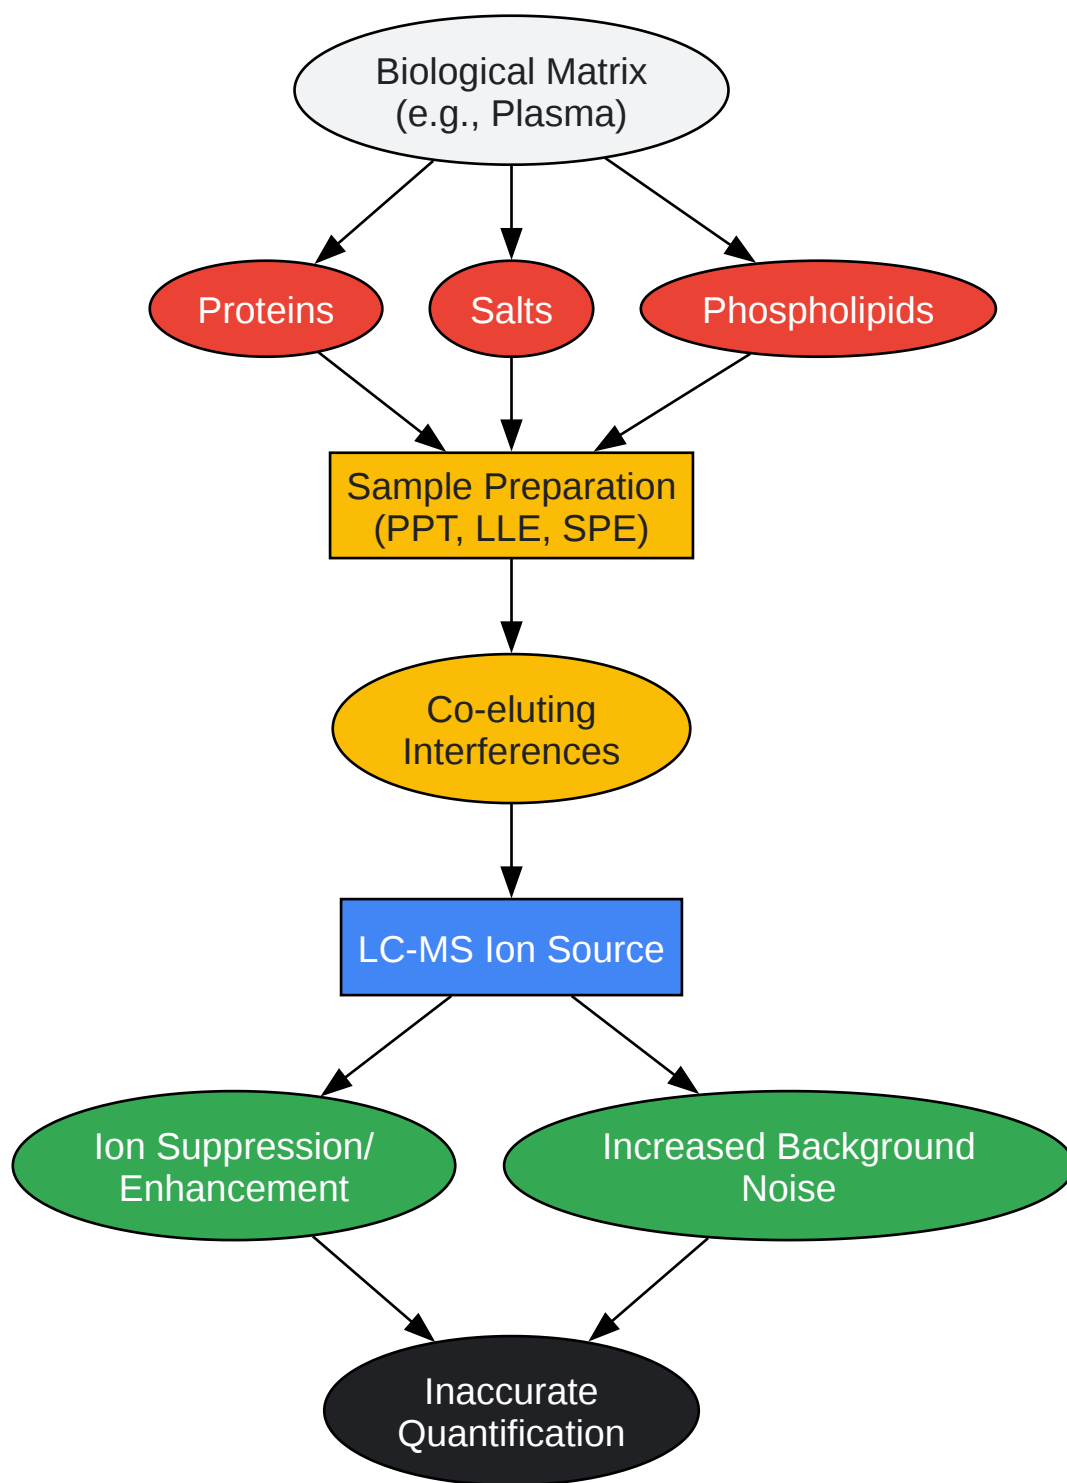 Biological Matrix
(e.g., Plasma)
Proteins
Salts
Phospholipids
Sample Preparation
(PPT, LLE, SPE)
Co-eluting
Interferences
LC-MS Ion Source
Ion Suppression/
Enhancement
Increased Background
Noise
Inaccurate
Quantification